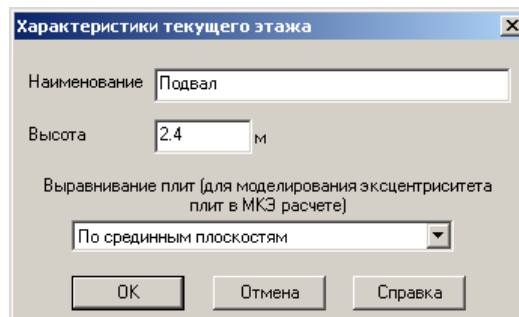 Характеристики текущего этажа
Наименование Подвал
Высота 2.4 м
Выравнивание плит (для моделирования эксцентриситета
плит в МКЭ расчете)
По срединным плоскостям
OK Отмена Справка